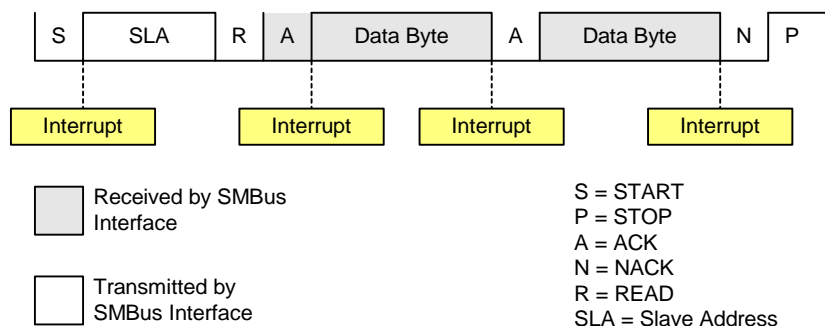 S SLA R A Data Byte A Data Byte N P
Interrupt Interrupt Interrupt Interrupt
Received by SMBus
Interface
Transmitted by
SMBus Interface
S = START
P = STOP
A = ACK
N = NACK
R = READ
SLA = Slave Address